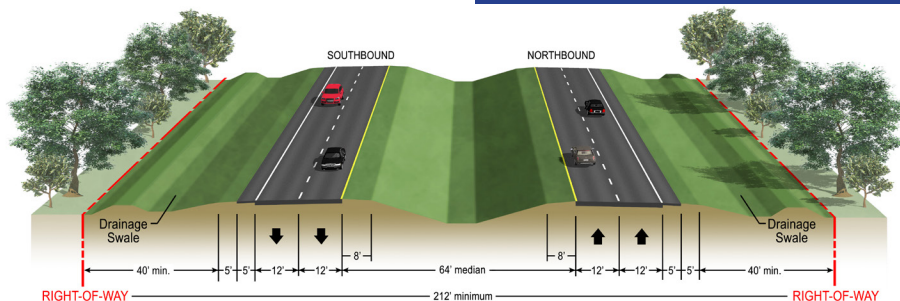 SOUTHBOUND
NORTHBOUND
Drainage
Swale
Drainage
Swale
8'
8'
40' min.
5'
5'
12'
12'
64' median
12'
12'
5'
5'
40' min.
RIGHT-OF-WAY
212' minimum
RIGHT-OF-WAY